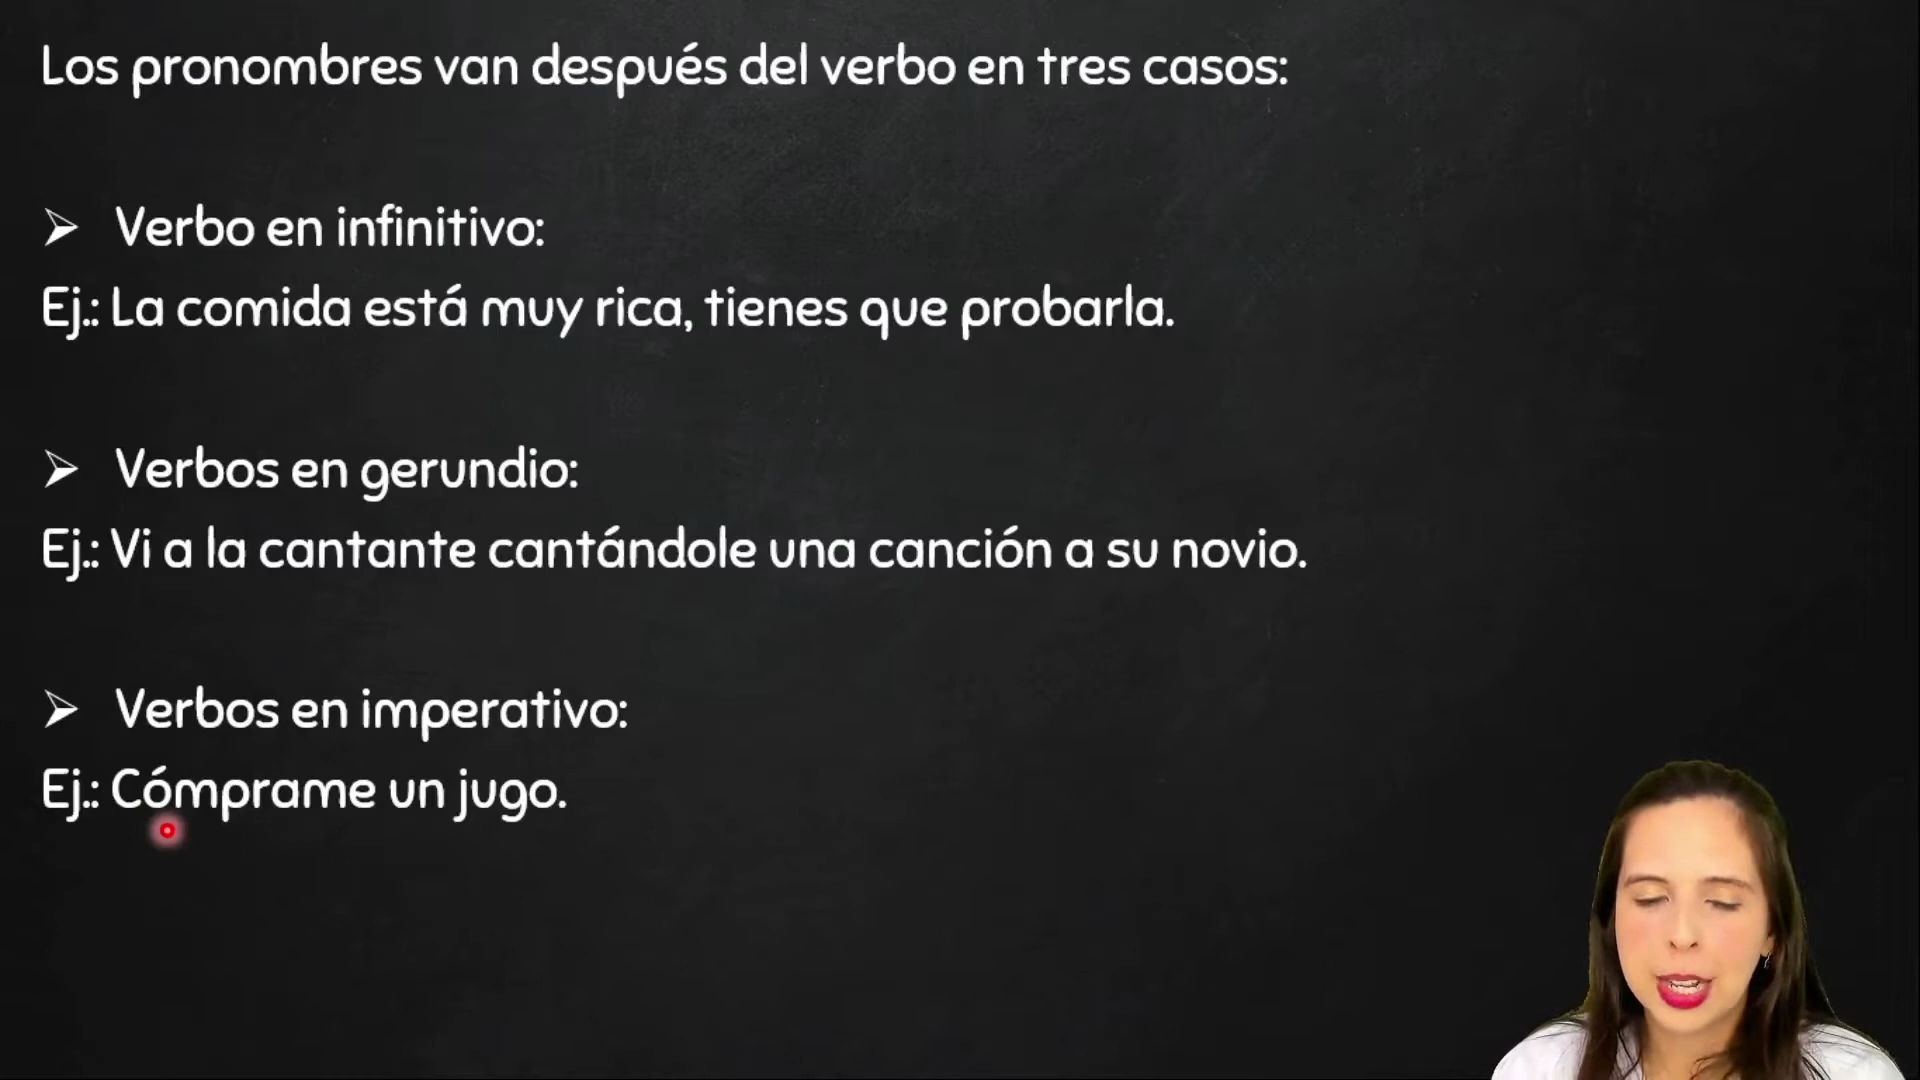 Los pronombres van después del verbo en tres casos:
➢ Verbo en infinitivo:
Ej.: La comida está muy rica, tienes que probarla.
➢ Verbos en gerundio:
Ej.: Vi a la cantante cantándole una canción a su novio.
➢ Verbos en imperativo:
Ej.: Cómprame un jugo.